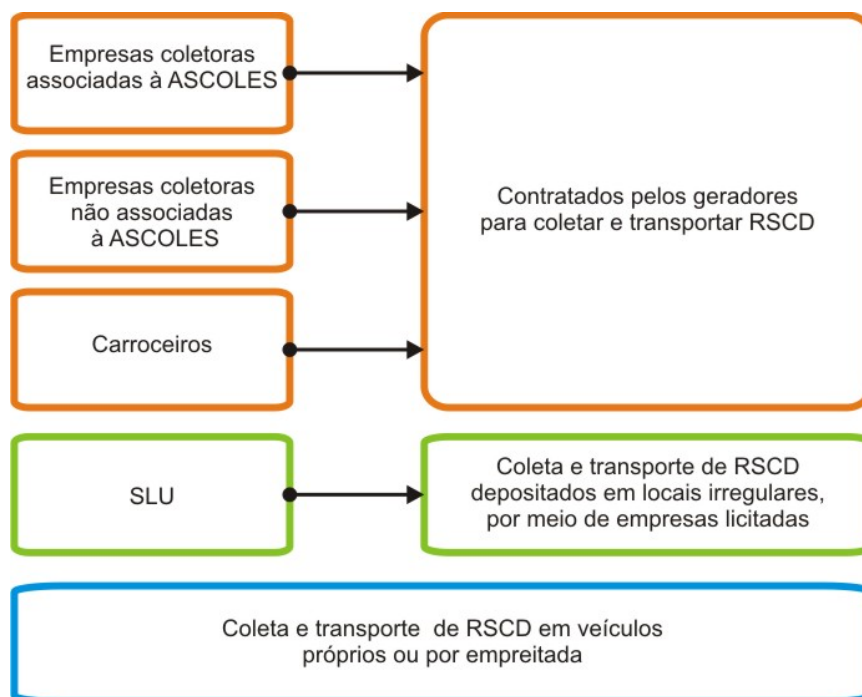 Empresas coletoras
associadas à ASCOLES
Empresas coletoras
não associadas
à ASCOLES
Carroceiros
Contratados pelos geradores
para coletar e transportar RSCD
SLU
Coleta e transporte de RSCD
depositados em locais irregulares,
por meio de empresas licitadas
Coleta e transporte de RSCD em veículos
próprios ou por empreitada